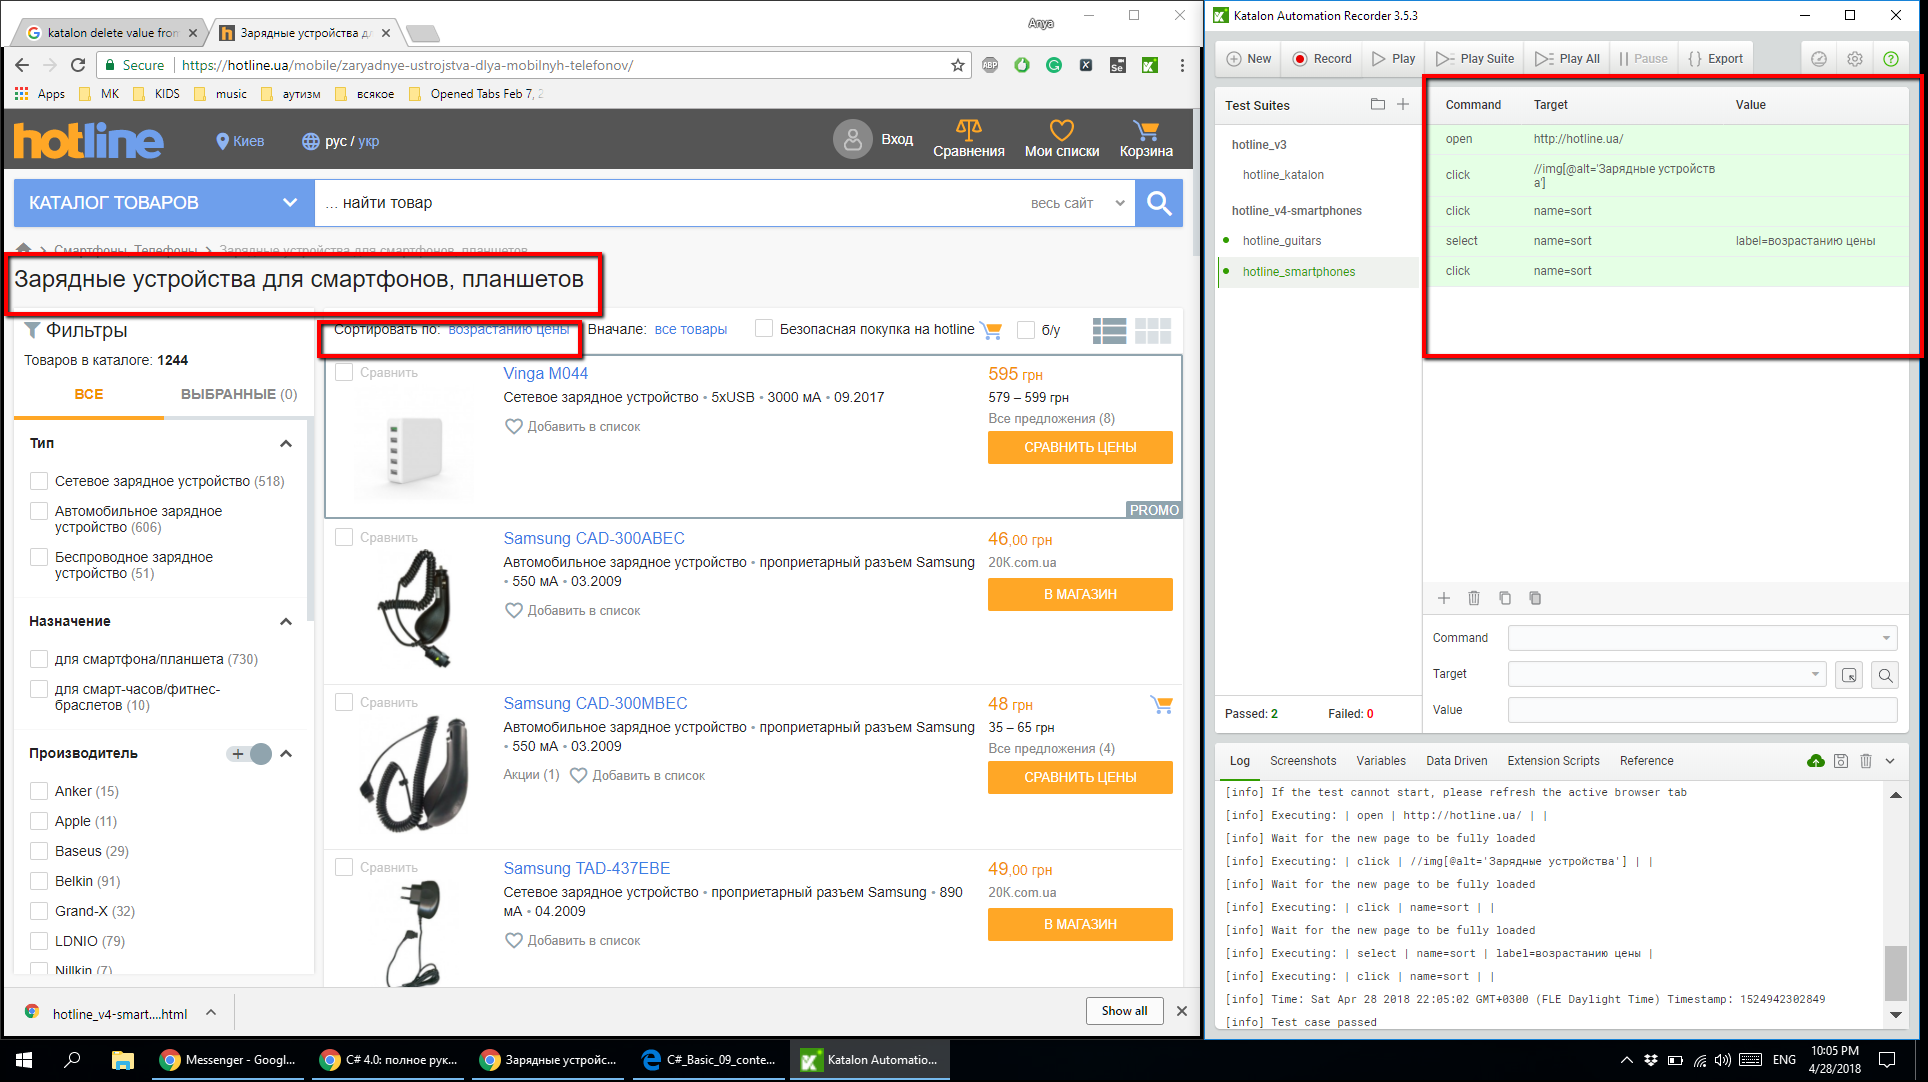 katalon delete value from
Зарядные устройства д
Anya
Secure
https://hotline.ua/mobile/zaryadnye-ustrojstva-dlya-mobilnyh-telefonov/
Apps
MK
KIDS
music
аутизм
всякое
Opened Tabs Feb 7, 2
hotline
Киев
рус / укр
Вход
Сравнения
Мои списки
Корзина
КАТАЛОГ ТОВАРОВ
... найти товар
весь сайт
Смартфоны, Телефоны
Зарядные устройства для смартфонов, планшетов
Зарядные устройства для смартфонов, планшетов
Фильтры
Товаров в каталоге: 1244
ВСЕ
ВЫБРАННЫЕ (0)
Тип
Сетевое зарядное устройство (518)
Автомобильное зарядное
устройство (606)
Беспроводное зарядное
устройство (51)
Назначение
для смартфона/планшета (730)
для смарт-часов/фитнес-
браслетов (10)
Производитель
Anker (15)
Apple (11)
Baseus (29)
Belkin (91)
Grand-X (32)
LDNIO (79)
Nillkin (7)
Сортировать по: возрастанию цены
Вначале: все товары
Безопасная покупка на hotline
б/у
Сравнить
Vinga M044
Сетевое зарядное устройство • 5xUSB • 3000 мА • 09.2017
Добавить в список
595 грн
579 – 599 грн
Все предложения (8)
СРАВНИТЬ ЦЕНЫ
PROMO
Сравнить
Samsung CAD-300ABEC
Автомобильное зарядное устройство • проприетарный разъем Samsung
• 550 мА • 03.2009
Добавить в список
46,00 грн
20K.com.ua
В МАГАЗИН
Сравнить
Samsung CAD-300MBEC
Автомобильное зарядное устройство • проприетарный разъем Samsung
• 550 мА • 03.2009
Акции (1)
Добавить в список
48 грн
35 – 65 грн
Все предложения (4)
СРАВНИТЬ ЦЕНЫ
Сравнить
Samsung TAD-437EBE
Сетевое зарядное устройство • проприетарный разъем Samsung • 890
мА • 04.2009
Добавить в список
49,00 грн
20K.com.ua
В МАГАЗИН
hotline_v4-smart....html
Show all
Katalon Automation Recorder 3.5.3
New
Record
Play
Play Suite
Play All
Pause
Export
Test Suites
hotline_v3
hotline_katalon
hotline_v4-smartphones
hotline_guitars
hotline_smartphones
Passed: 2
Failed: 0
Command Target Value
open http://hotline.ua/
click //img[@alt='Зарядные устройств
а']
click name=sort
select name=sort label=возрастанию цены
click name=sort
Command
Target
Value
Log Screenshots Variables Data Driven Extension Scripts Reference
[info] If the test cannot start, please refresh the active browser tab
[info] Executing: | open | http://hotline.ua/ | |
[info] Wait for the new page to be fully loaded
[info] Executing: | click | //img[@alt='Зарядные устройства'] | |
[info] Wait for the new page to be fully loaded
[info] Executing: | click | name=sort | |
[info] Wait for the new page to be fully loaded
[info] Executing: | select | name=sort | label=возрастанию цены |
[info] Executing: | click | name=sort | |
[info] Time: Sat Apr 28 2018 22:05:02 GMT+0300 (FLE Daylight Time) Timestamp: 1524942302849
[info] Test case passed
Messenger - Googl...
C# 4.0: полное рук...
Зарядные устройс...
C#_Basic_09_conte...
Katalon Automatio...
ENG
10:05 PM
4/28/2018